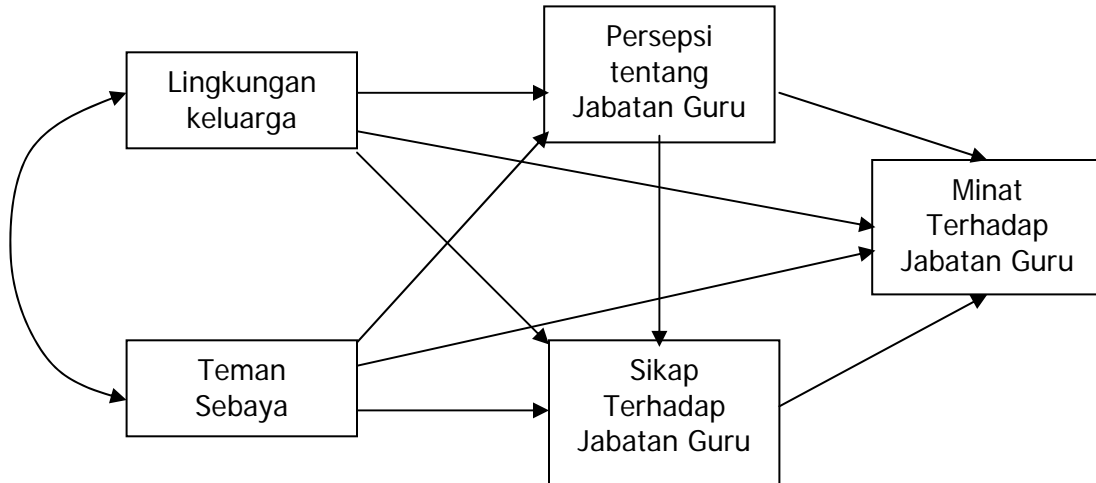 Lingkungan
keluarga
Persepsi
tentang
Jabatan Guru
Minat
Terhadap
Jabatan Guru
Teman
Sebaya
Sikap
Terhadap
Jabatan Guru